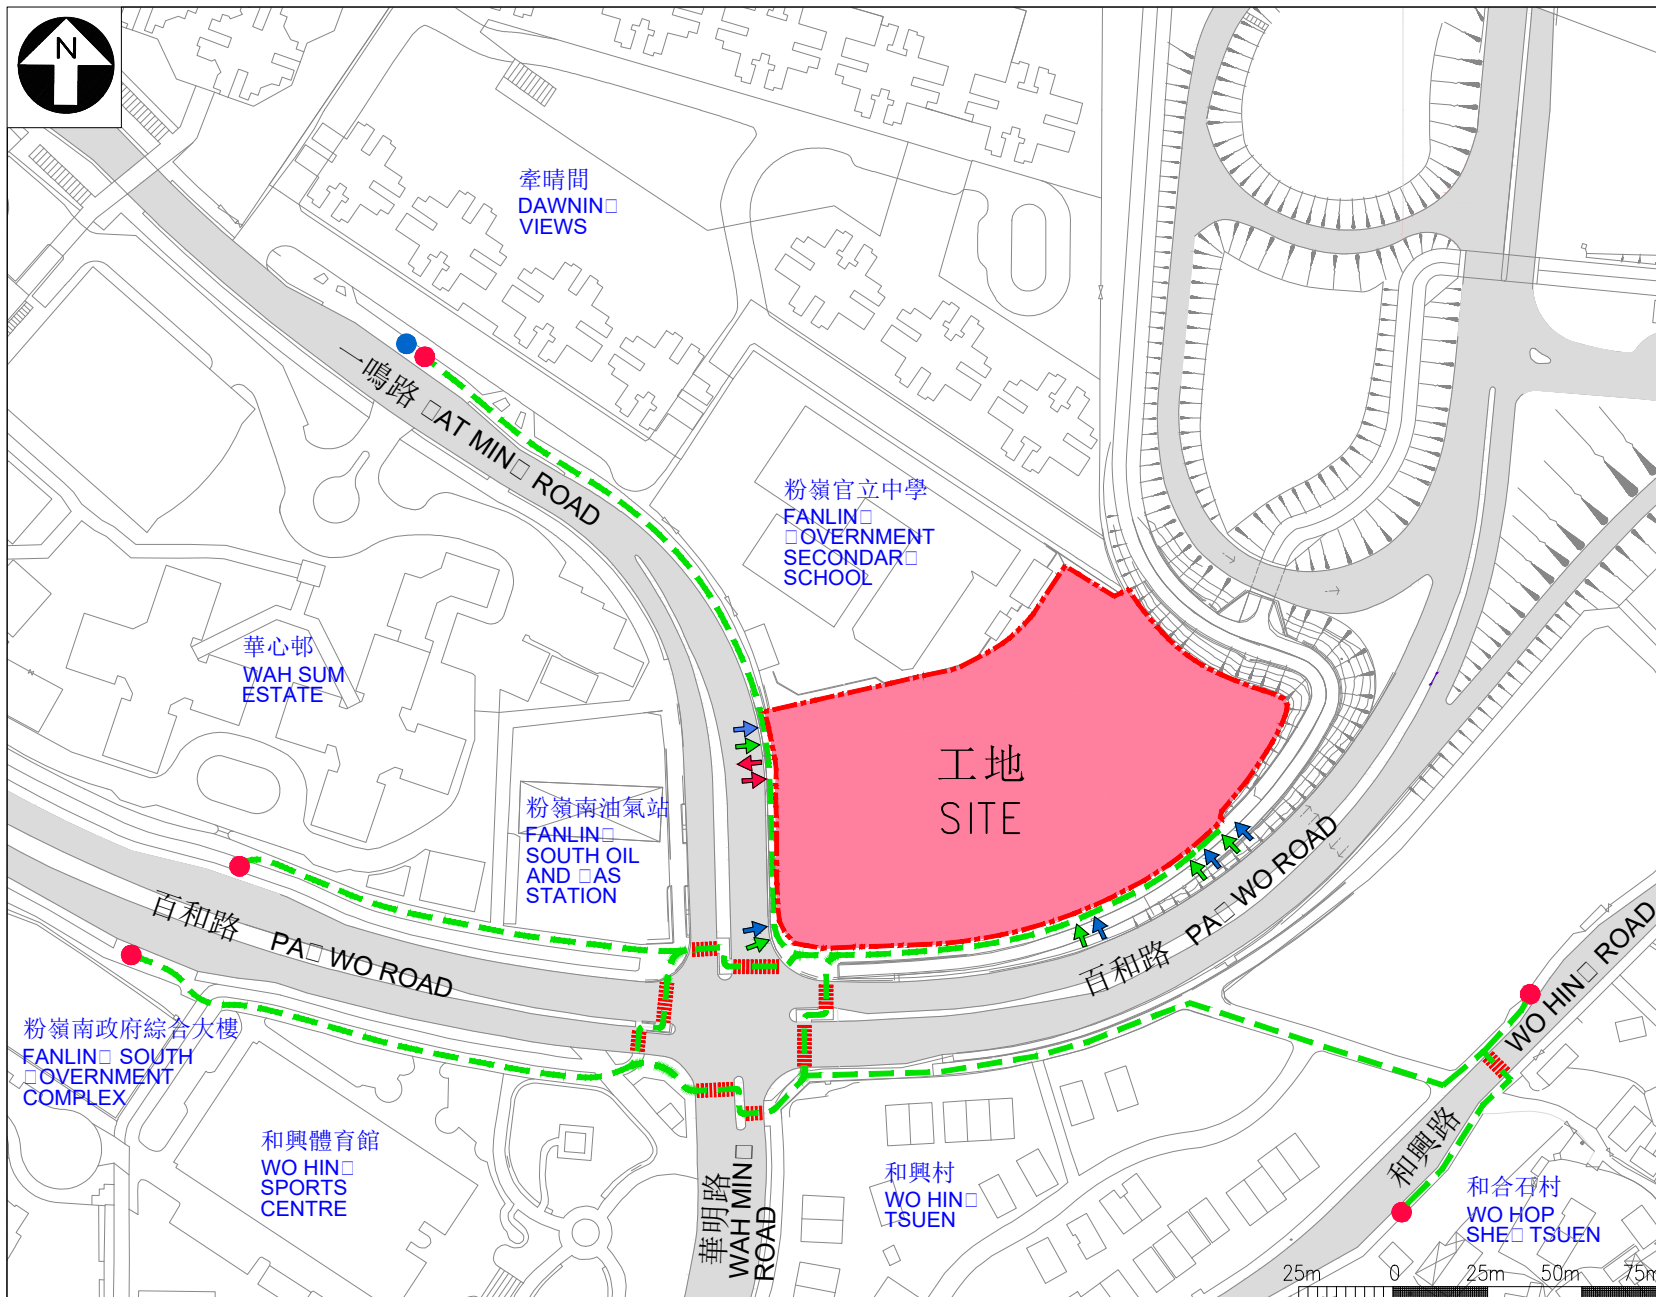 N
牽晴間
DAWNIN□
VIEWS
一鳴路 □AT MIN□ ROAD
粉嶺官立中學
FANLIN□
□OVERNMENT
SECONDAR□
SCHOOL
華心邨
WAH SUM
ESTATE
工地
SITE
粉嶺南油氣站
FANLIN□
SOUTH OIL
AND □AS
STATION
百和路 PA□ WO ROAD
百和路 PA□ WO ROAD
和興路 WO HIN□ ROAD
粉嶺南政府綜合大樓
FANLIN□ SOUTH
□OVERNMENT
COMPLEX
和興體育館
WO HIN□
SPORTS
CENTRE
華明路
WAH MIN□
ROAD
和興村
WO HIN□
TSUEN
和合石村
WO HOP
SHE□ TSUEN
25m 0 25m 50m 75m